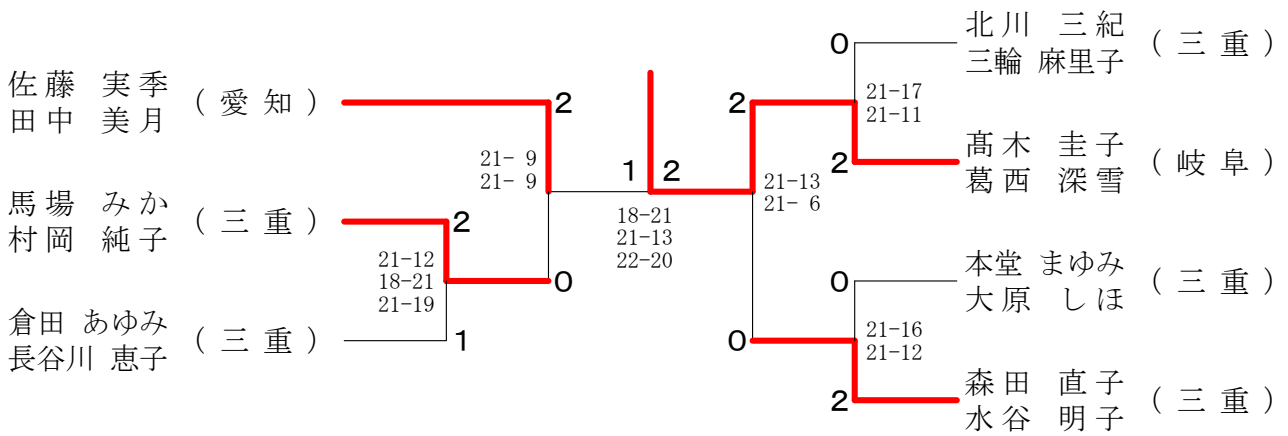 佐藤 実季
田中 美月
(愛知)
2
21- 9
21- 9
馬場 みか
村岡 純子
(三重)
2
21-12
18-21
21-19
0
倉田 あゆみ
長谷川 恵子
(三重)
1
1 2
18-21
21-13
22-20
北川 三紀
三輪 麻里子
(三重)
0
21-17
21-11
2
髙木 圭子
葛西 深雪
(岐阜)
2
21-13
21- 6
本堂 まゆみ
大原 しほ
(三重)
0
21-16
21-12
0
森田 直子
水谷 明子
(三重)
2